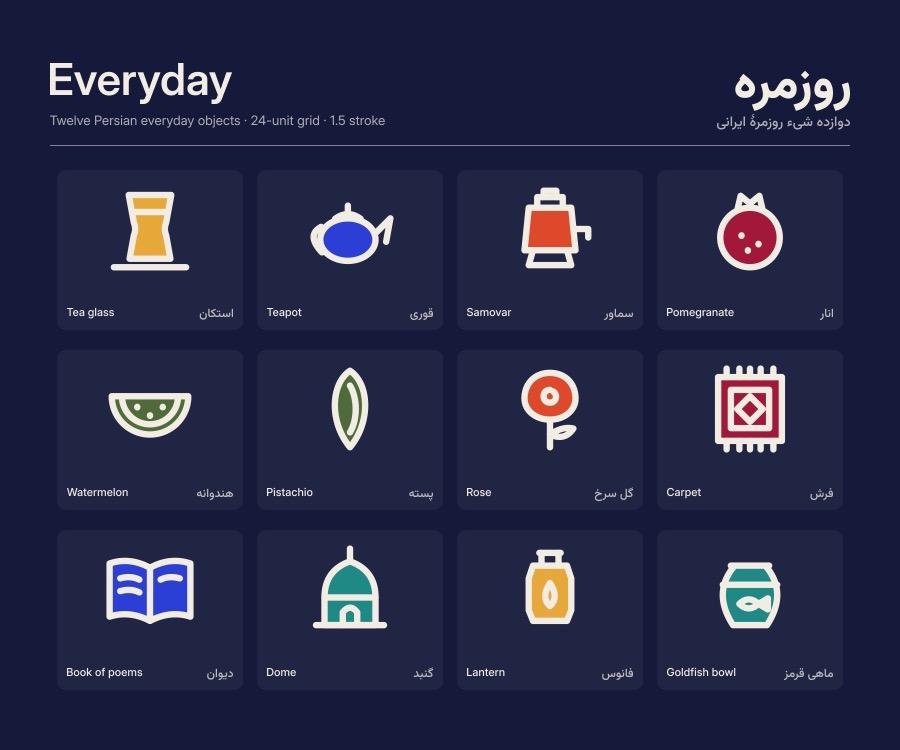 Everyday
روزمره
Twelve Persian everyday objects · 24-unit grid · 1.5 stroke
دوازده شیء روزمرهٔ ایرانی
Tea glass
استکان
Teapot
قوری
Samovar
سماور
Pomegranate
انار
Watermelon
هندوانه
Pistachio
پسته
Rose
گل سرخ
Carpet
فرش
Book of poems
دیوان
Dome
گنبد
Lantern
فانوس
Goldfish bowl
ماهی قرمز